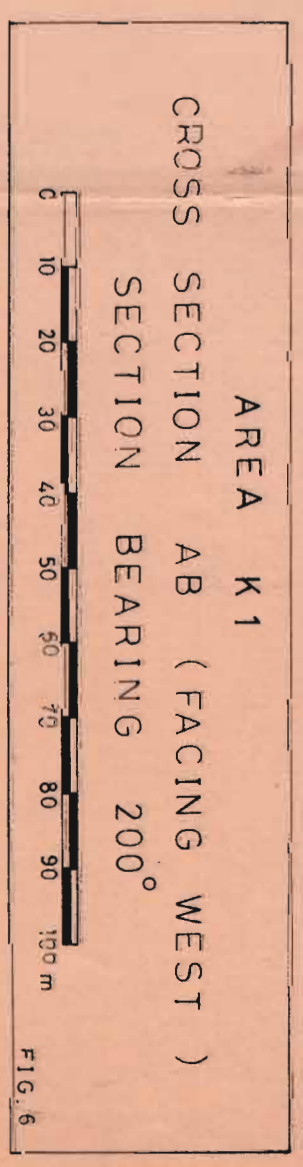 AREA K1
CROSS SECTION AB ( FACING WEST )
SECTION BEARING 200°
0 10 20 30 40 50 60 70 80 90 100 m
FIG. 6